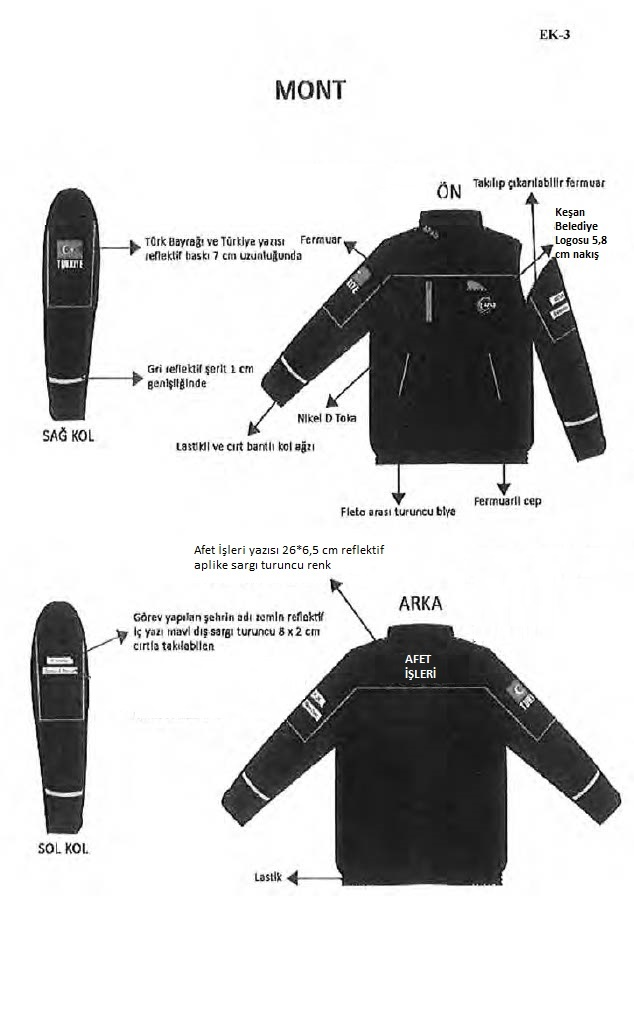 EK-3
MONT
ÖN
Takılıp çıkarılabilir fermuar
Keşan
Belediye
Logosu 5,8
cm nakış
Türk Bayrağı ve Türkiye yazısı
reflektif baskı 7 cm uzunluğunda
Fermuar
TÜRKİYE
AFAD
Gri reflektif şerit 1 cm
genişliğinde
SAĞ KOL
Nikel D Toka
Lastikli ve cırt bantlı kol ağzı
Fleto arası turuncu biye
Fermuarlı cep
Afet İşleri yazısı 26*6,5 cm reflektif
aplike sargı turuncu renk
ARKA
Görev yapılan şehrin adı zemin reflektif
iç yazı mavi dış sargı turuncu 8 x 2 cm
cırtla takılabilen
AFET
İŞLERİ
SOL KOL
Lastik